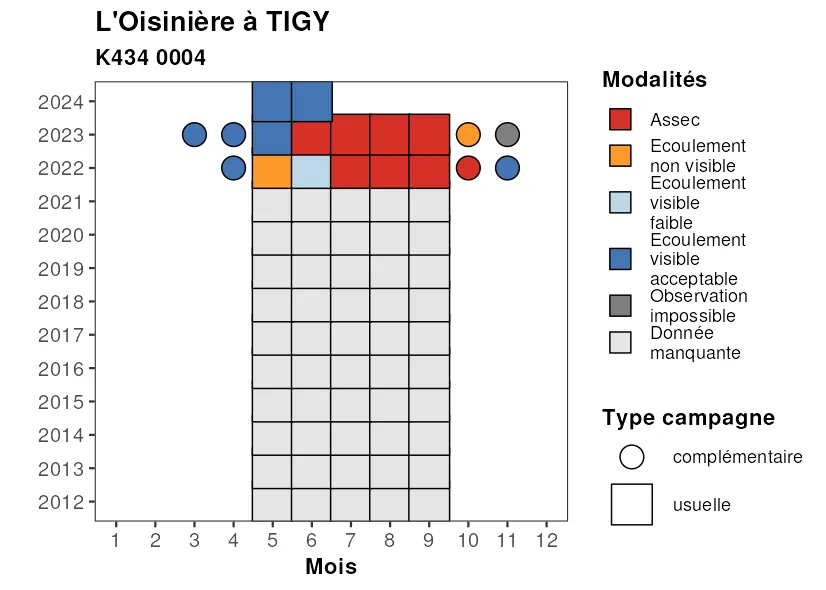 L'Oisinière à TIGY
K434 0004
2024
2023
2022
2021
2020
2019
2018
2017
2016
2015
2014
2013
2012
1 2 3 4 5 6 7 8 9 10 11 12
Mois
Modalités
Assec
Ecoulement
non visible
Ecoulement
visible
faible
Ecoulement
visible
acceptable
Observation
impossible
Donnée
manquante
Type campagne
complémentaire
usuelle